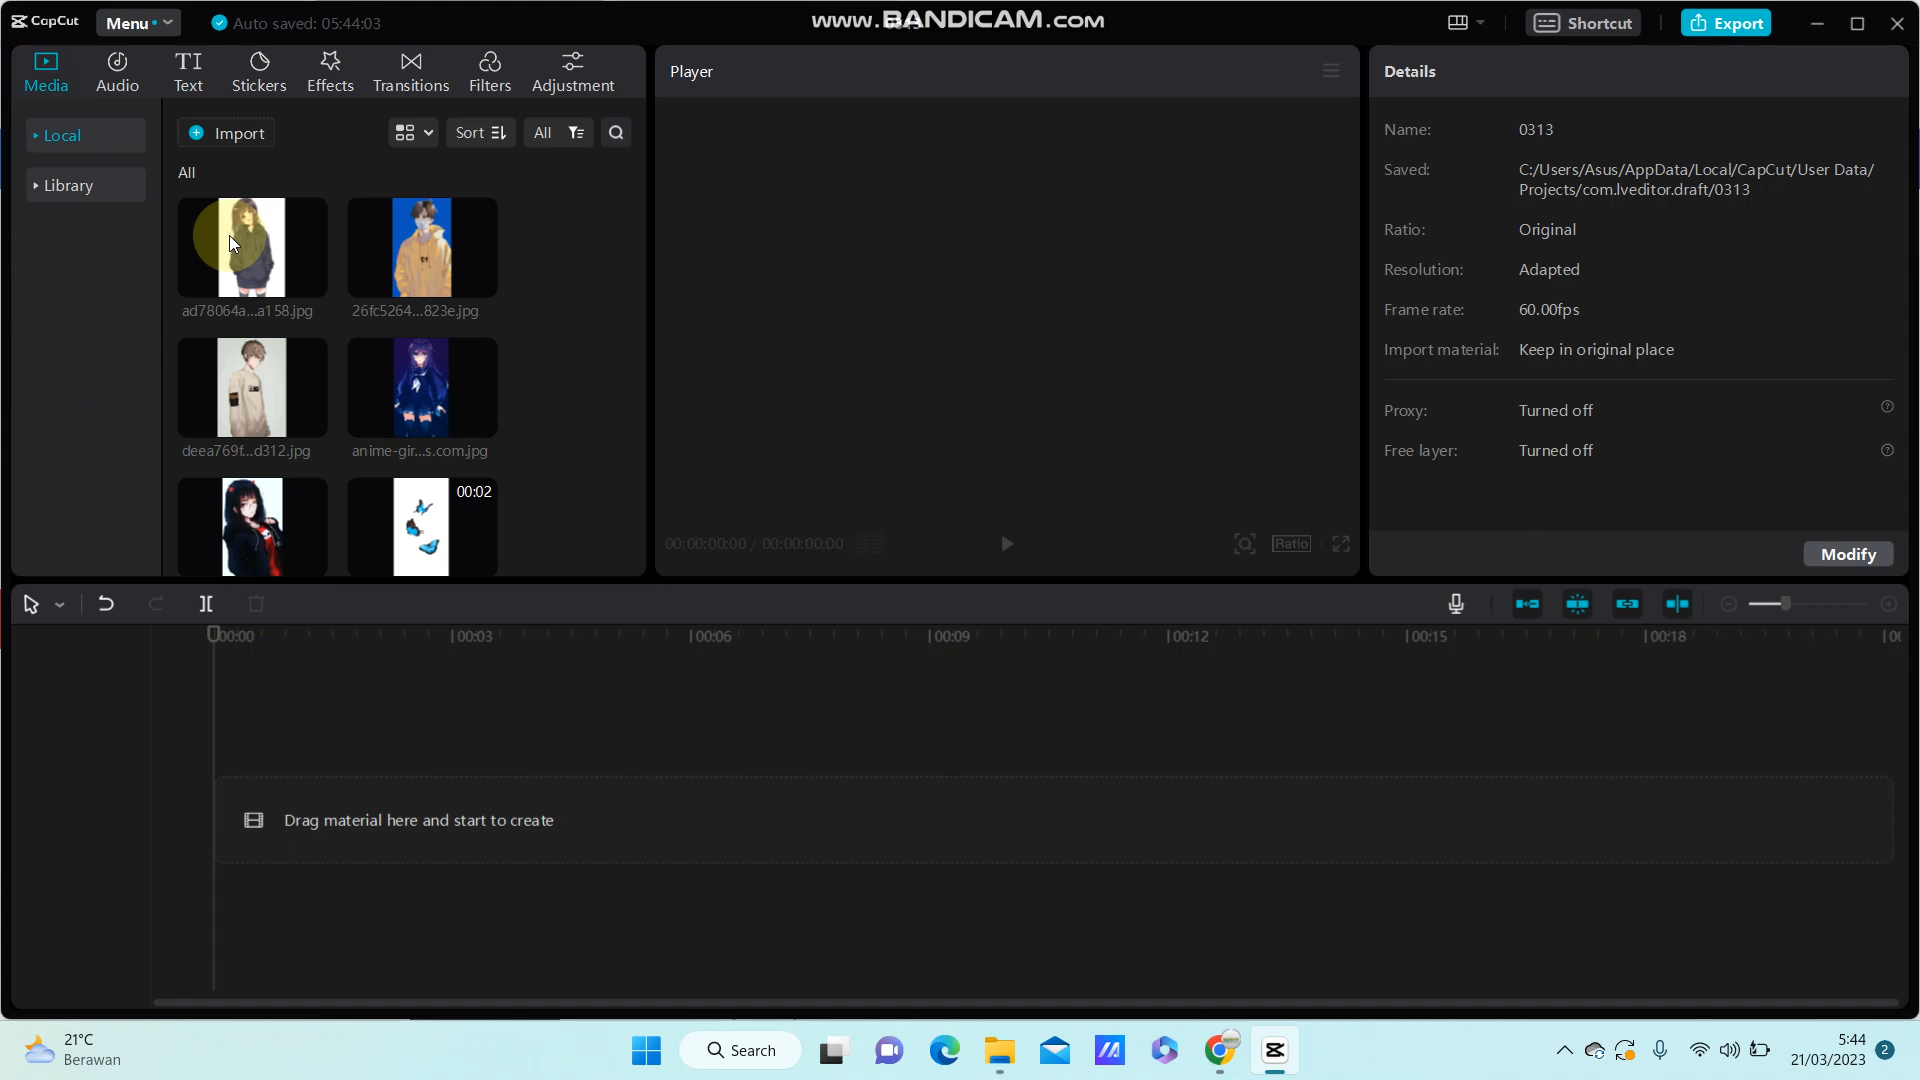 CapCut
Menu
Auto saved: 05:44:03
www.BANDICAM.com
Shortcut
Export
Media
Audio
Text
Stickers
Effects
Transitions
Filters
Adjustment
Local
Library
Import
Sort
All
All
ad78064a...a158.jpg
26fc5264...823e.jpg
deea769f...d312.jpg
anime-gir...s.com.jpg
00:02
Player
00:00:00:00 / 00:00:00:00
Ratio
Details
Name: 0313
Saved: C:/Users/Asus/AppData/Local/CapCut/User Data/
Projects/com.lveditor.draft/0313
Ratio: Original
Resolution: Adapted
Frame rate: 60.00fps
Import material: Keep in original place
Proxy: Turned off
Free layer: Turned off
Modify
00:00
00:03
00:06
00:09
00:12
00:15
00:18
Drag material here and start to create
21°C
Berawan
Search
5:44
21/03/2023
2